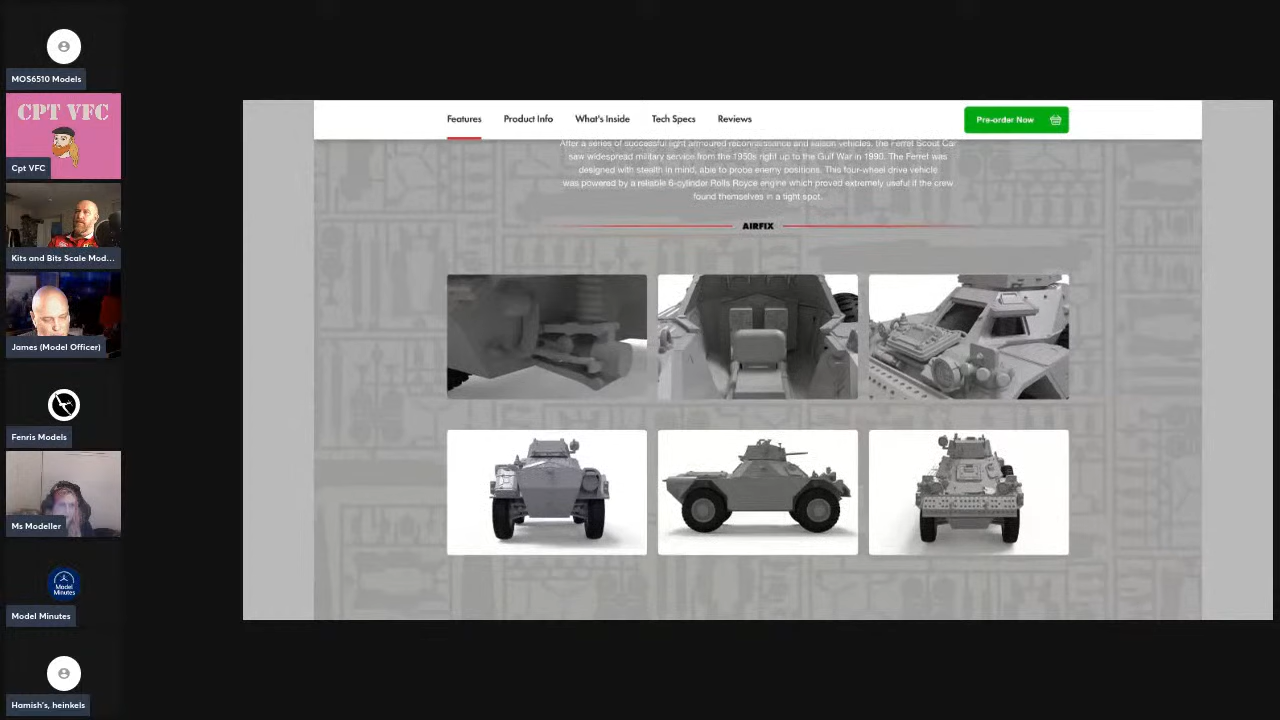 MOS6510 Models
CPT VFC
Cpt VFC
Kits and Bits Scale Mod...
James (Model Officer)
Fenris Models
Ms Modeller
Model
Minutes
Model Minutes
Hamish's, heinkels
Features
Product Info
What's Inside
Tech Specs
Reviews
Pre-order Now
After a series of successful light armoured reconnaissance and liaison vehicles, the Ferret Scout Car
saw widespread military service from the 1950s right up to the Gulf War in 1990. The Ferret was
designed with stealth in mind, able to probe enemy positions. This four-wheel drive vehicle
was powered by a reliable 6-cylinder Rolls Royce engine which proved extremely useful if the crew
found themselves in a tight spot.
AIRFIX